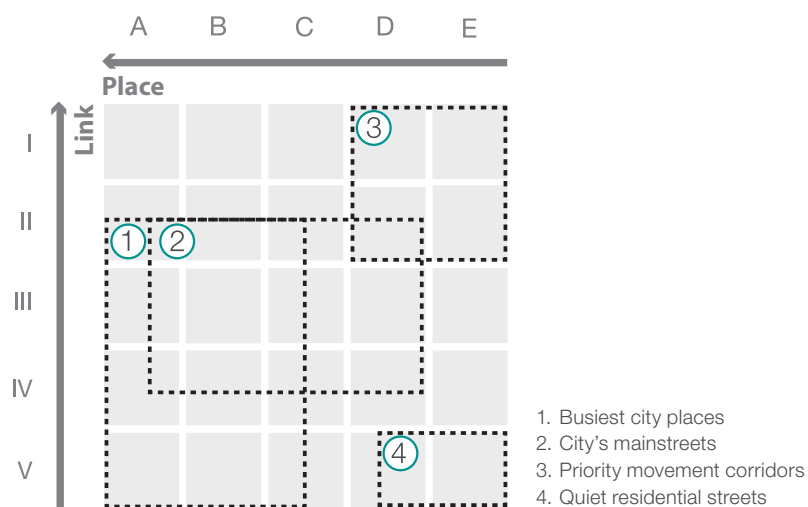 A B C D E
Place
Link
I
II
III
IV
V
3
1
2
4
1. Busiest city places
2. City's mainstreets
3. Priority movement corridors
4. Quiet residential streets